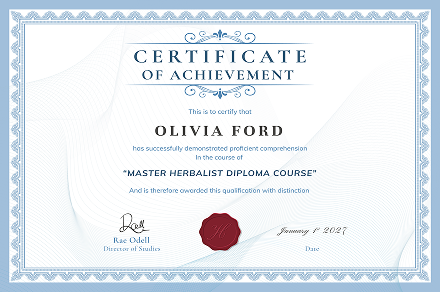 CERTIFICATE
OF ACHIEVEMENT
This is to certify that
OLIVIA FORD
has successfully demonstrated proficient comprehension
In the course of
“MASTER HERBALIST DIPLOMA COURSE”
And is therefore awarded this qualification with distinction
Rae Odell
Director of Studies
January 1st 2027
Date